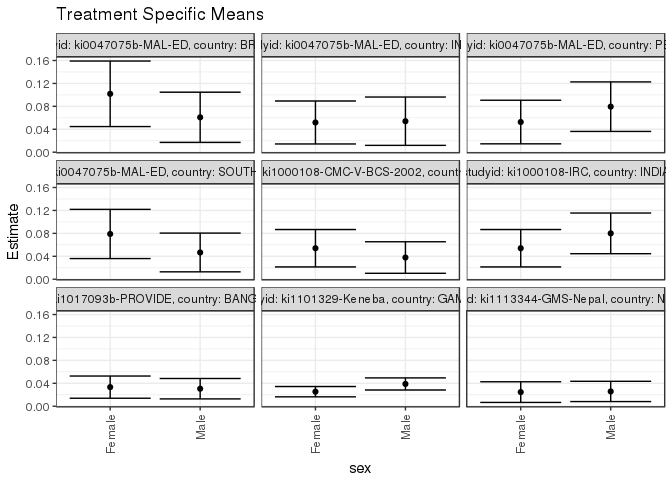 Treatment Specific Means
yid: ki0047075b-MAL-ED, country: BR
yid: ki0047075b-MAL-ED, country: IN
yid: ki0047075b-MAL-ED, country: PE
0.16
0.12
0.08
0.04
0.00
ki0047075b-MAL-ED, country: SOUTH
ki1000108-CMC-V-BCS-2002, count
studyid: ki1000108-IRC, country: INDIA
0.16
0.12
0.08
0.04
0.00
ki1017093b-PROVIDE, country: BANG
yid: ki1101329-Keneba, country: GAM
d: ki1113344-GMS-Nepal, country: N
0.16
0.12
0.08
0.04
0.00
Estimate
Female
Male
Female
Male
Female
Male
sex